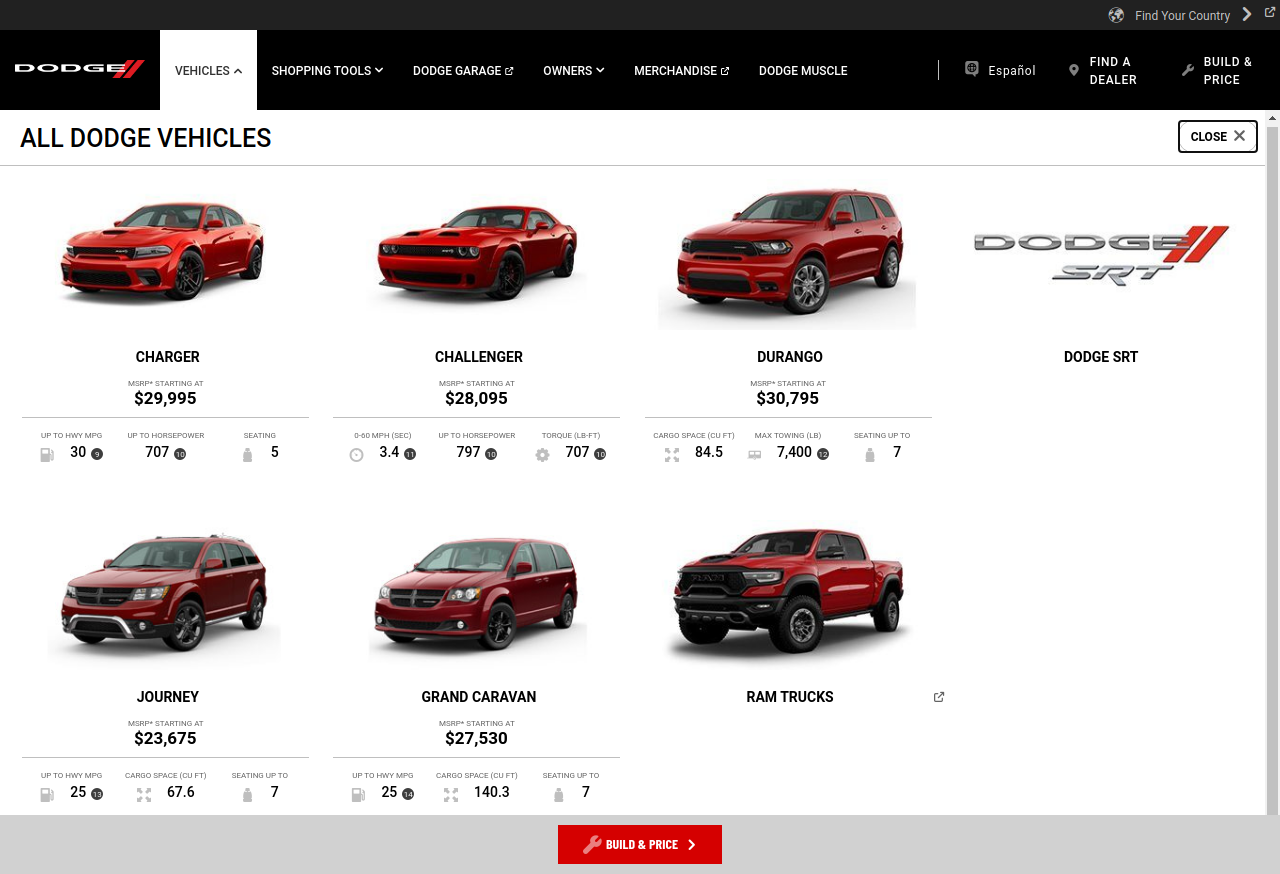 Find Your Country
DODGE
VEHICLES
SHOPPING TOOLS
DODGE GARAGE
OWNERS
MERCHANDISE
DODGE MUSCLE
Español
FIND A
DEALER
BUILD &
PRICE
ALL DODGE VEHICLES
CLOSE
DODGE
SRT
CHARGER
MSRP* STARTING AT
$29,995
UP TO HWY MPG
30 9
UP TO HORSEPOWER
707 10
SEATING
5
CHALLENGER
MSRP* STARTING AT
$28,095
0-60 MPH (SEC)
3.4 11
UP TO HORSEPOWER
797 10
TORQUE (LB-FT)
707 10
DURANGO
MSRP* STARTING AT
$30,795
CARGO SPACE (CU FT)
84.5
MAX TOWING (LB)
7,400 12
SEATING UP TO
7
DODGE SRT
JOURNEY
MSRP* STARTING AT
$23,675
UP TO HWY MPG
25 13
CARGO SPACE (CU FT)
67.6
SEATING UP TO
7
GRAND CARAVAN
MSRP* STARTING AT
$27,530
UP TO HWY MPG
25 14
CARGO SPACE (CU FT)
140.3
SEATING UP TO
7
RAM
RAM TRUCKS
BUILD & PRICE